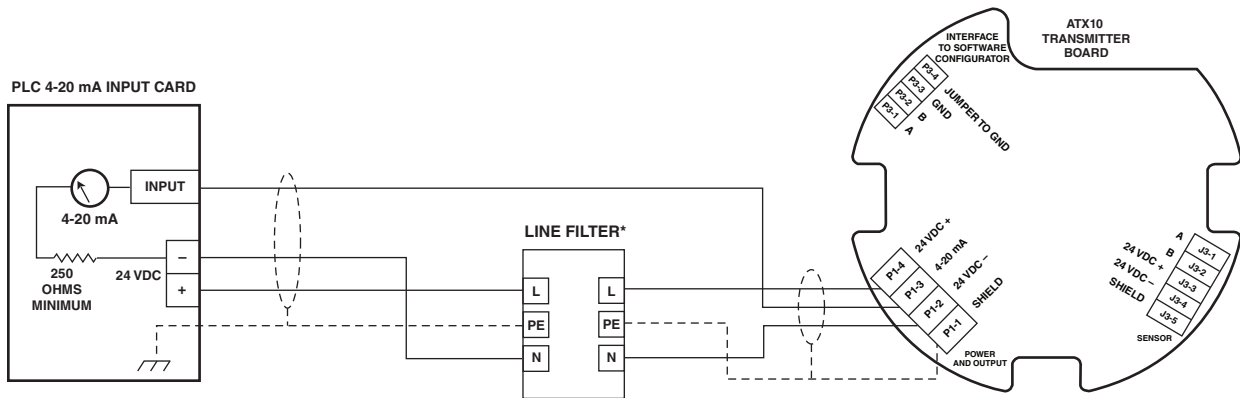 PLC 4-20 mA INPUT CARD
INPUT
4-20 mA
250
OHMS
MINIMUM
24 VDC
–
+
LINE FILTER*
L
PE
N
L
PE
N
ATX10
TRANSMITTER
BOARD
INTERFACE
TO SOFTWARE
CONFIGURATOR
P3-4
P3-3
P3-2
P3-1
JUMPER TO GND
GND
B
A
P1-4
P1-3
P1-2
P1-1
24 VDC +
4-20 mA
24 VDC –
SHIELD
POWER
AND OUTPUT
A
B
24 VDC +
24 VDC –
SHIELD
J3-1
J3-2
J3-3
J3-4
J3-5
SENSOR